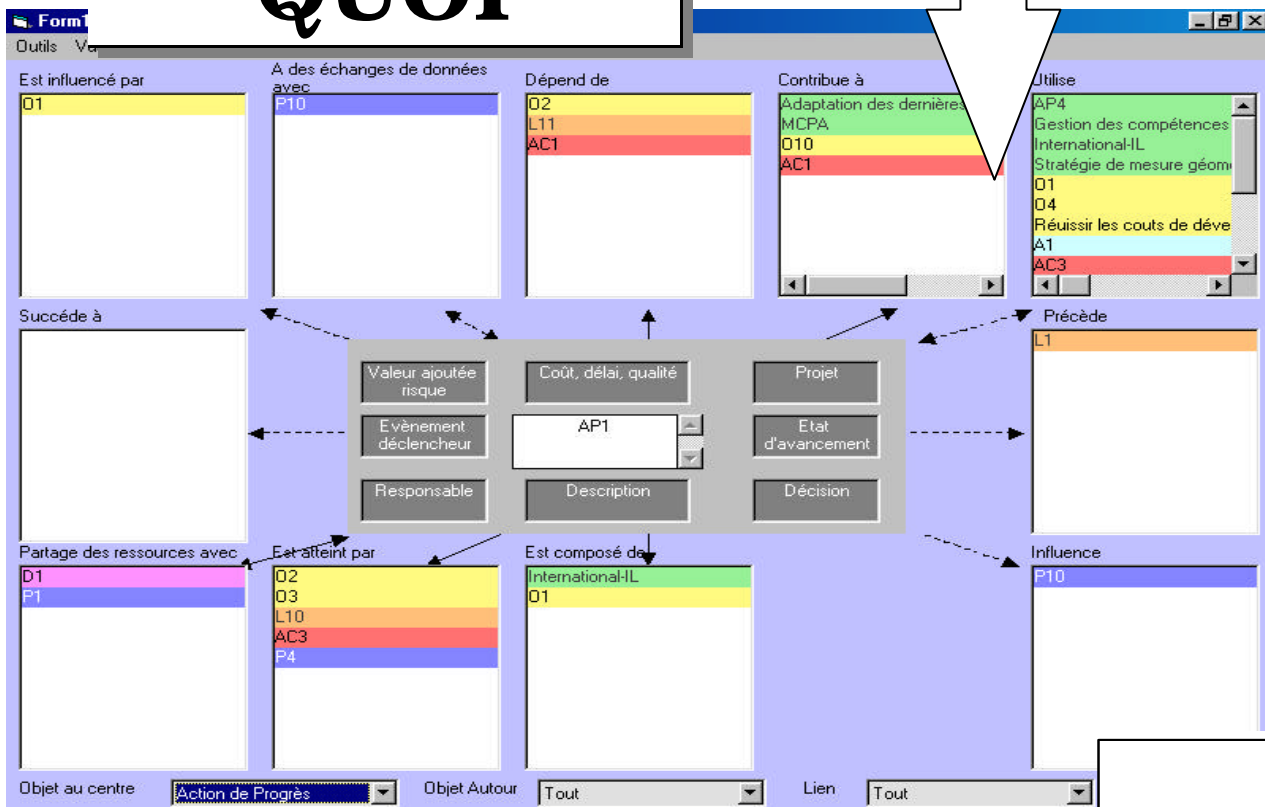 QUOI
Form1
Outils
Est influencé par
O1
A des échanges de données
avec
P10
Dépend de
O2
L11
AC1
Contribue à
Adaptation des dernières
MCPA
O10
AC1
Utilise
AP4
Gestion des compétences
International-IL
Stratégie de mesure géom
O1
O4
Réuissir les couts de déve
A1
AC3
Succéde à
Précède
L1
Valeur ajoutée
risque
Coût, délai, qualité
Projet
Evènement
déclencheur
AP1
Etat
d'avancement
Responsable
Description
Décision
Partage des ressources avec
D1
P1
Est atteint par
O2
O3
L10
AC3
P4
Est composé de
International-IL
O1
Influence
P10
Objet au centre
Action de Progrès
Objet Autour
Tout
Lien
Tout